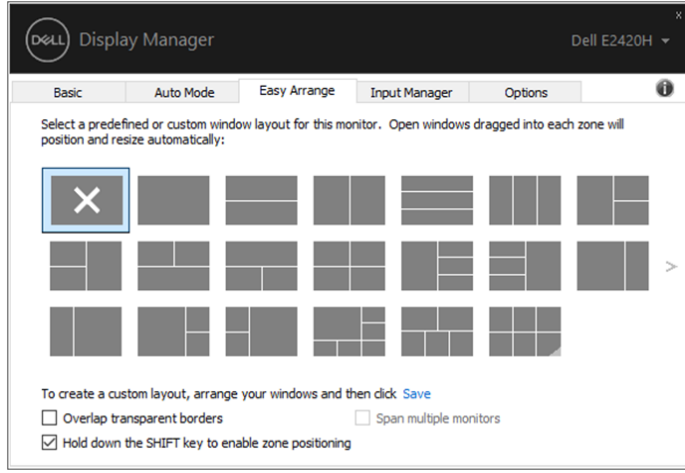 x
DELL Display Manager
Dell E2420H
Basic
Auto Mode
Easy Arrange
Input Manager
Options
i
Select a predefined or custom window layout for this monitor. Open windows dragged into each zone will
position and resize automatically:
>
To create a custom layout, arrange your windows and then click Save
Overlap transparent borders
Span multiple monitors
Hold down the SHIFT key to enable zone positioning